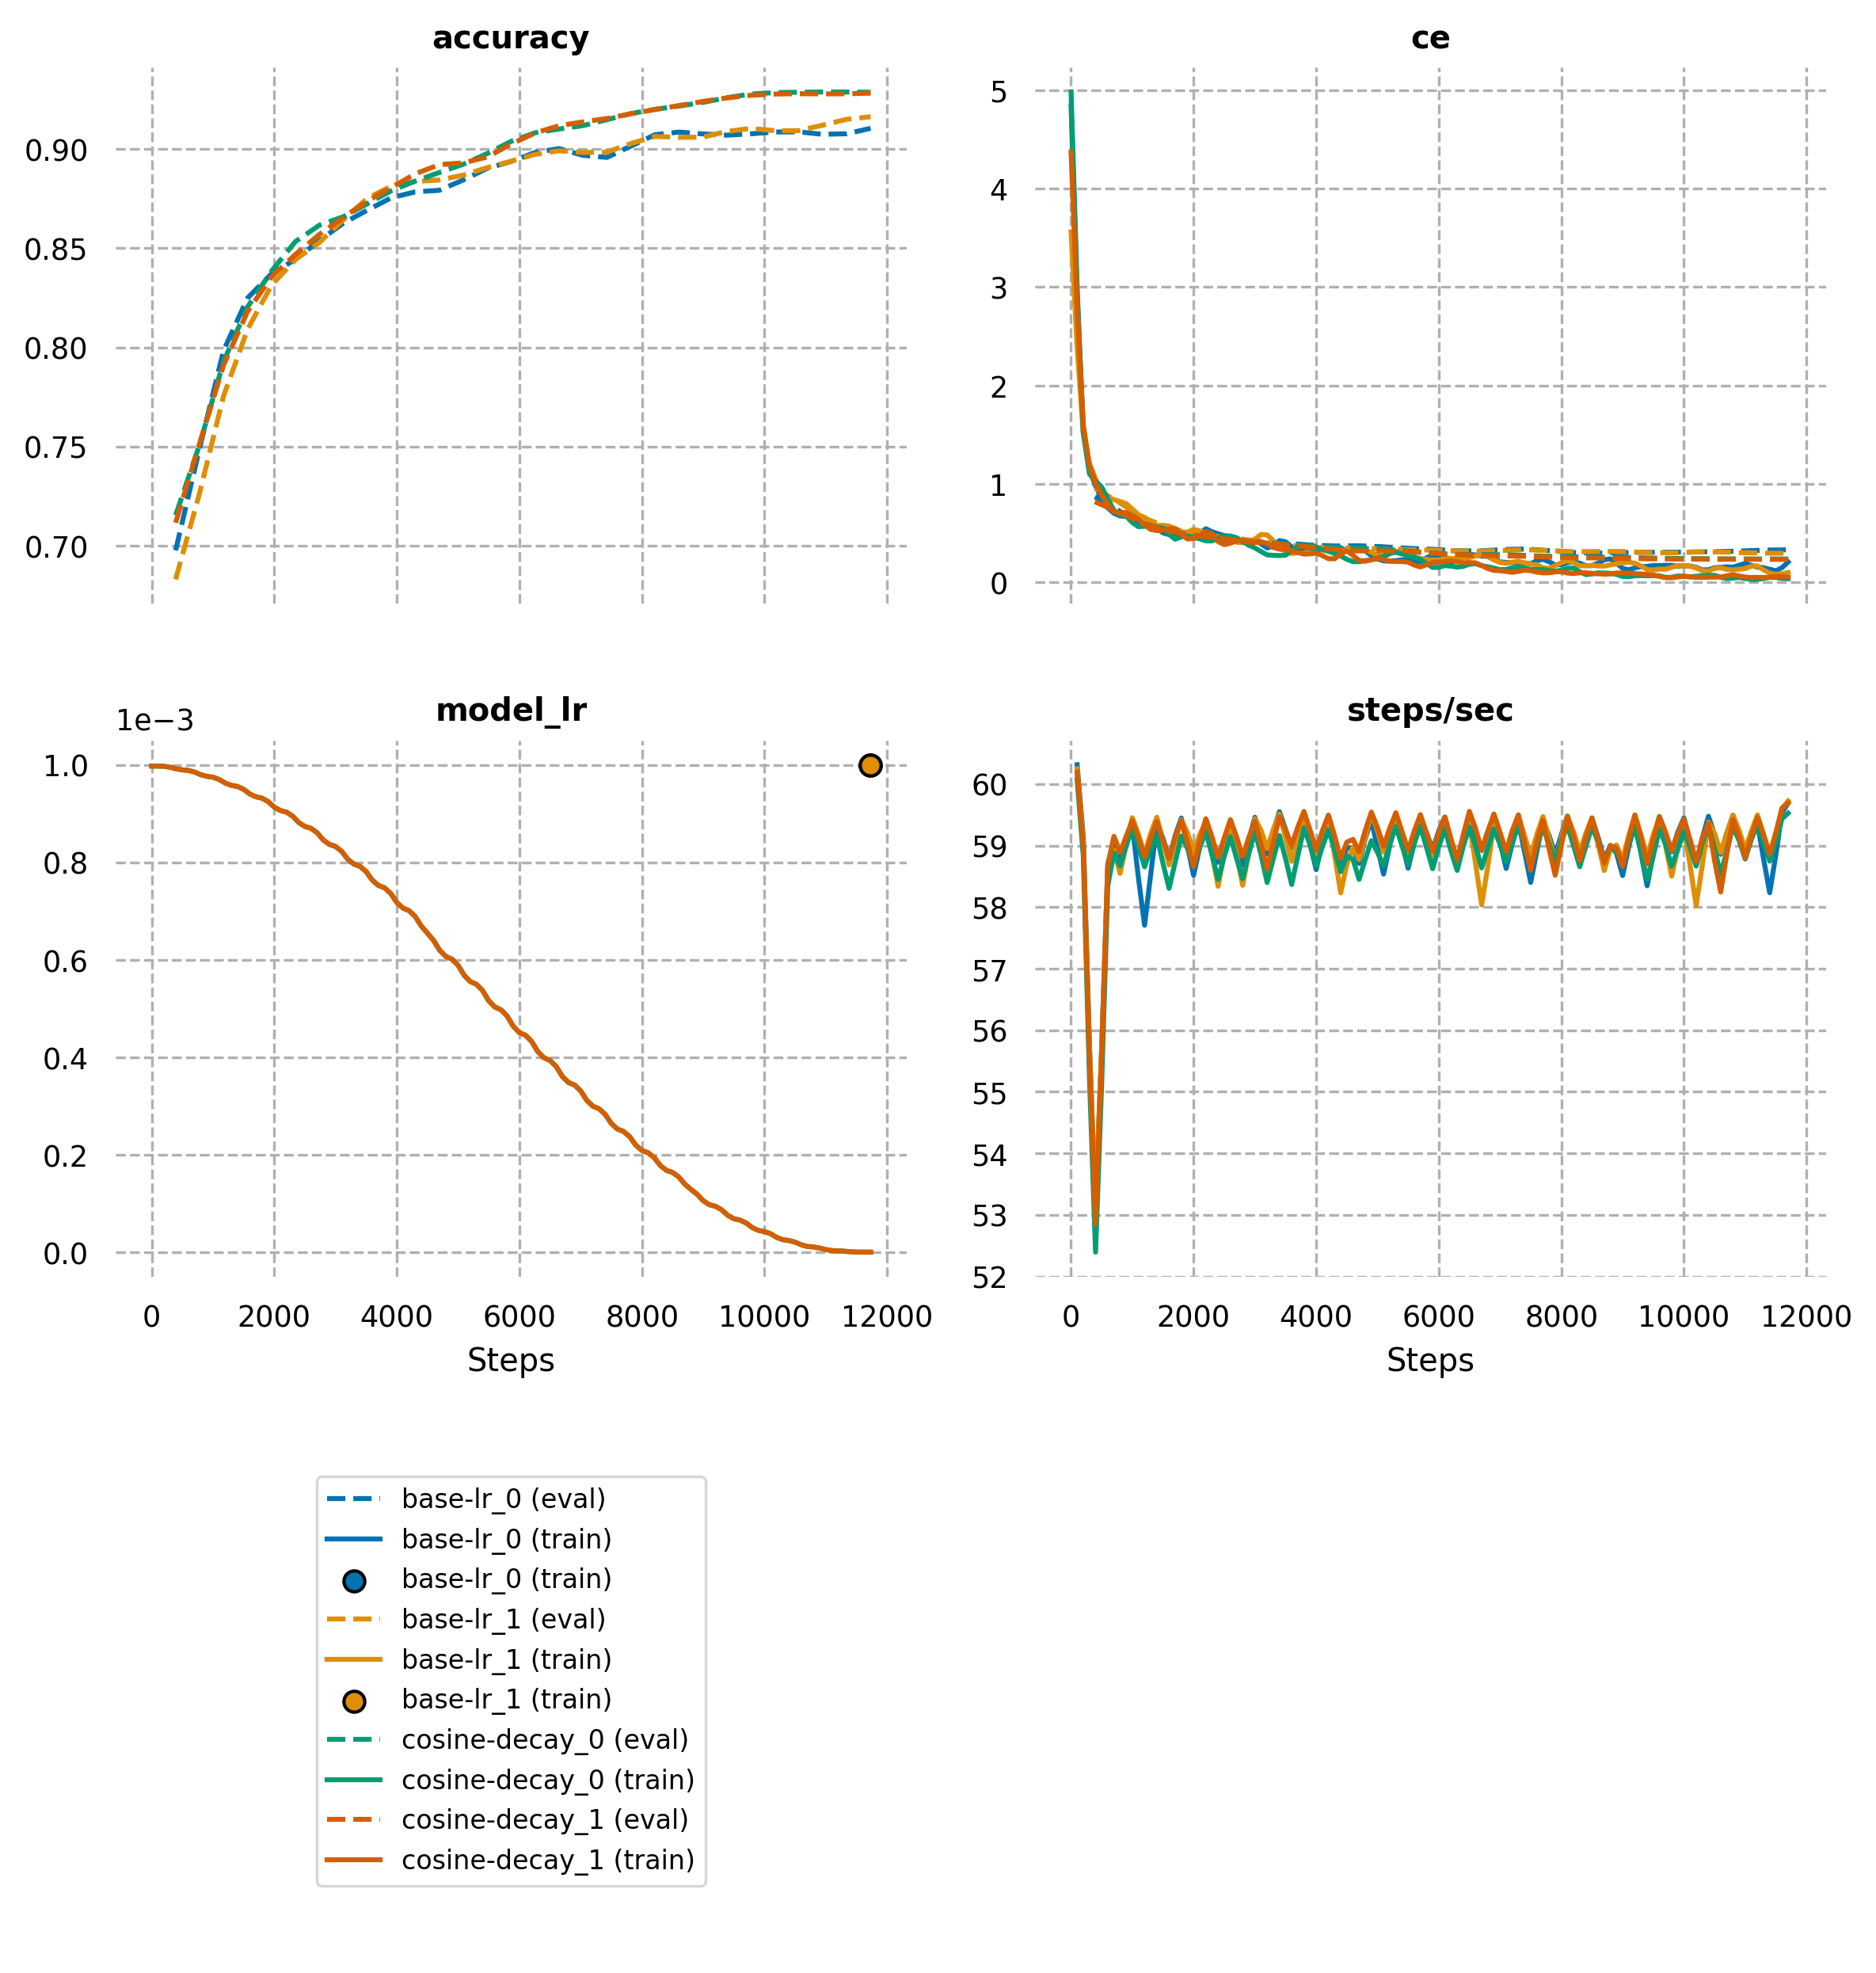 accuracy
0.90
0.85
0.80
0.75
0.70
ce
5
4
3
2
1
0
model_lr
1e−3
1.0
0.8
0.6
0.4
0.2
0.0
0 2000 4000 6000 8000 10000 12000
Steps
steps/sec
60
59
58
57
56
55
54
53
52
0 2000 4000 6000 8000 10000 12000
Steps
base-lr_0 (eval)
base-lr_0 (train)
base-lr_0 (train)
base-lr_1 (eval)
base-lr_1 (train)
base-lr_1 (train)
cosine-decay_0 (eval)
cosine-decay_0 (train)
cosine-decay_1 (eval)
cosine-decay_1 (train)